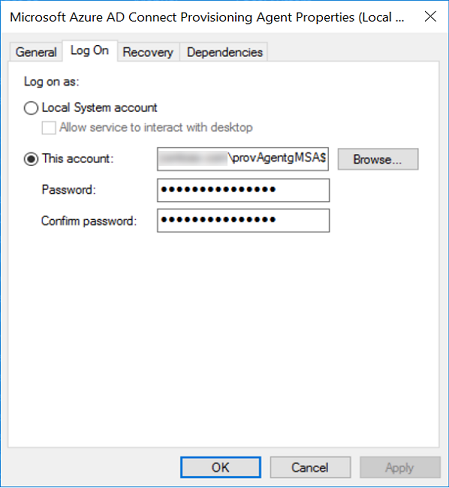 Microsoft Azure AD Connect Provisioning Agent Properties (Local ...
General Log On Recovery Dependencies
Log on as:
Local System account
Allow service to interact with desktop
This account: \provAgentgMSA$ Browse...
Password: ●●●●●●●●●●●●●●●
Confirm password: ●●●●●●●●●●●●●●●
OK Cancel Apply